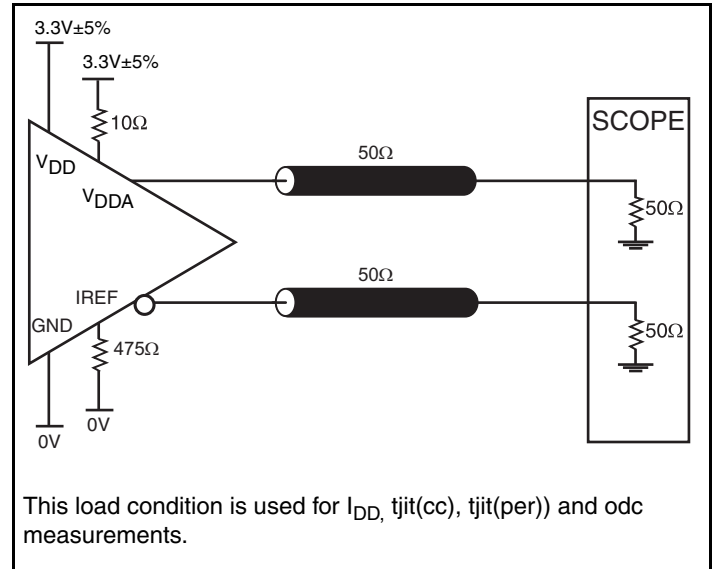 3.3V±5%
3.3V±5%
10Ω
VDD
VDDA
50Ω
SCOPE
50Ω
IREF
50Ω
GND
475Ω
50Ω
0V
0V
This load condition is used for IDD, tjit(cc), tjit(per)) and odc
measurements.